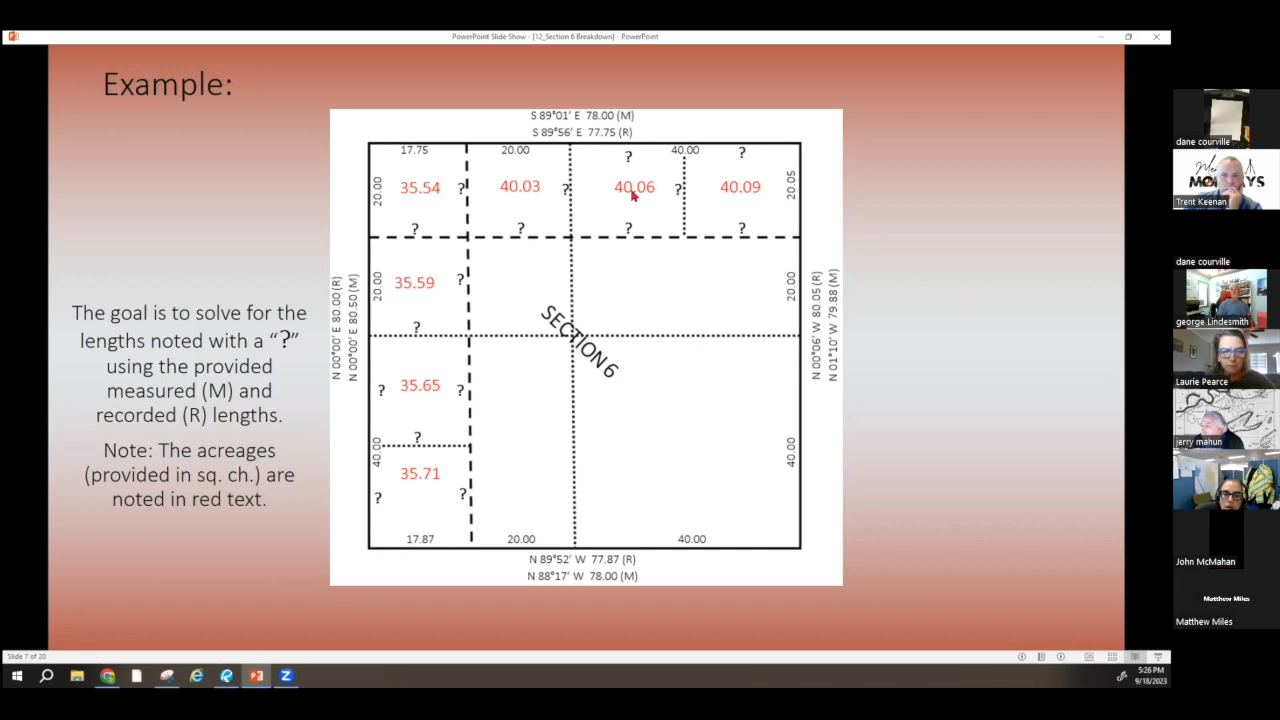 PowerPoint Slide Show - [12_Section 6 Breakdown] - PowerPoint
Example:
The goal is to solve for the
lengths noted with a “?”
using the provided
measured (M) and
recorded (R) lengths.
Note: The acreages
(provided in sq. ch.) are
noted in red text.
S 89°01' E 78.00 (M)
S 89°56' E 77.75 (R)
17.75 20.00 ? 40.00 ?
20.00 35.54 ? 40.03 ? 40.06 ? 40.09 20.05
? ? ? ?
20.00 35.59 ? 20.00
?
N 00°00' E 80.00 (R)
N 00°00' E 80.50 (M)
SECTION 6
N 00°06' W 80.05 (R)
N 01°10' W 79.88 (M)
? 35.65 ?
40.00 ? 40.00
35.71
? ?
17.87 20.00 40.00
N 89°52' W 77.87 (R)
N 88°17' W 78.00 (M)
dane courville
Trent Keenan
dane courville
george Lindesmith
Laurie Pearce
jerry mahun
John McMahan
Matthew Miles
Matthew Miles
Slide 7 of 20
5:26 PM
9/18/2023